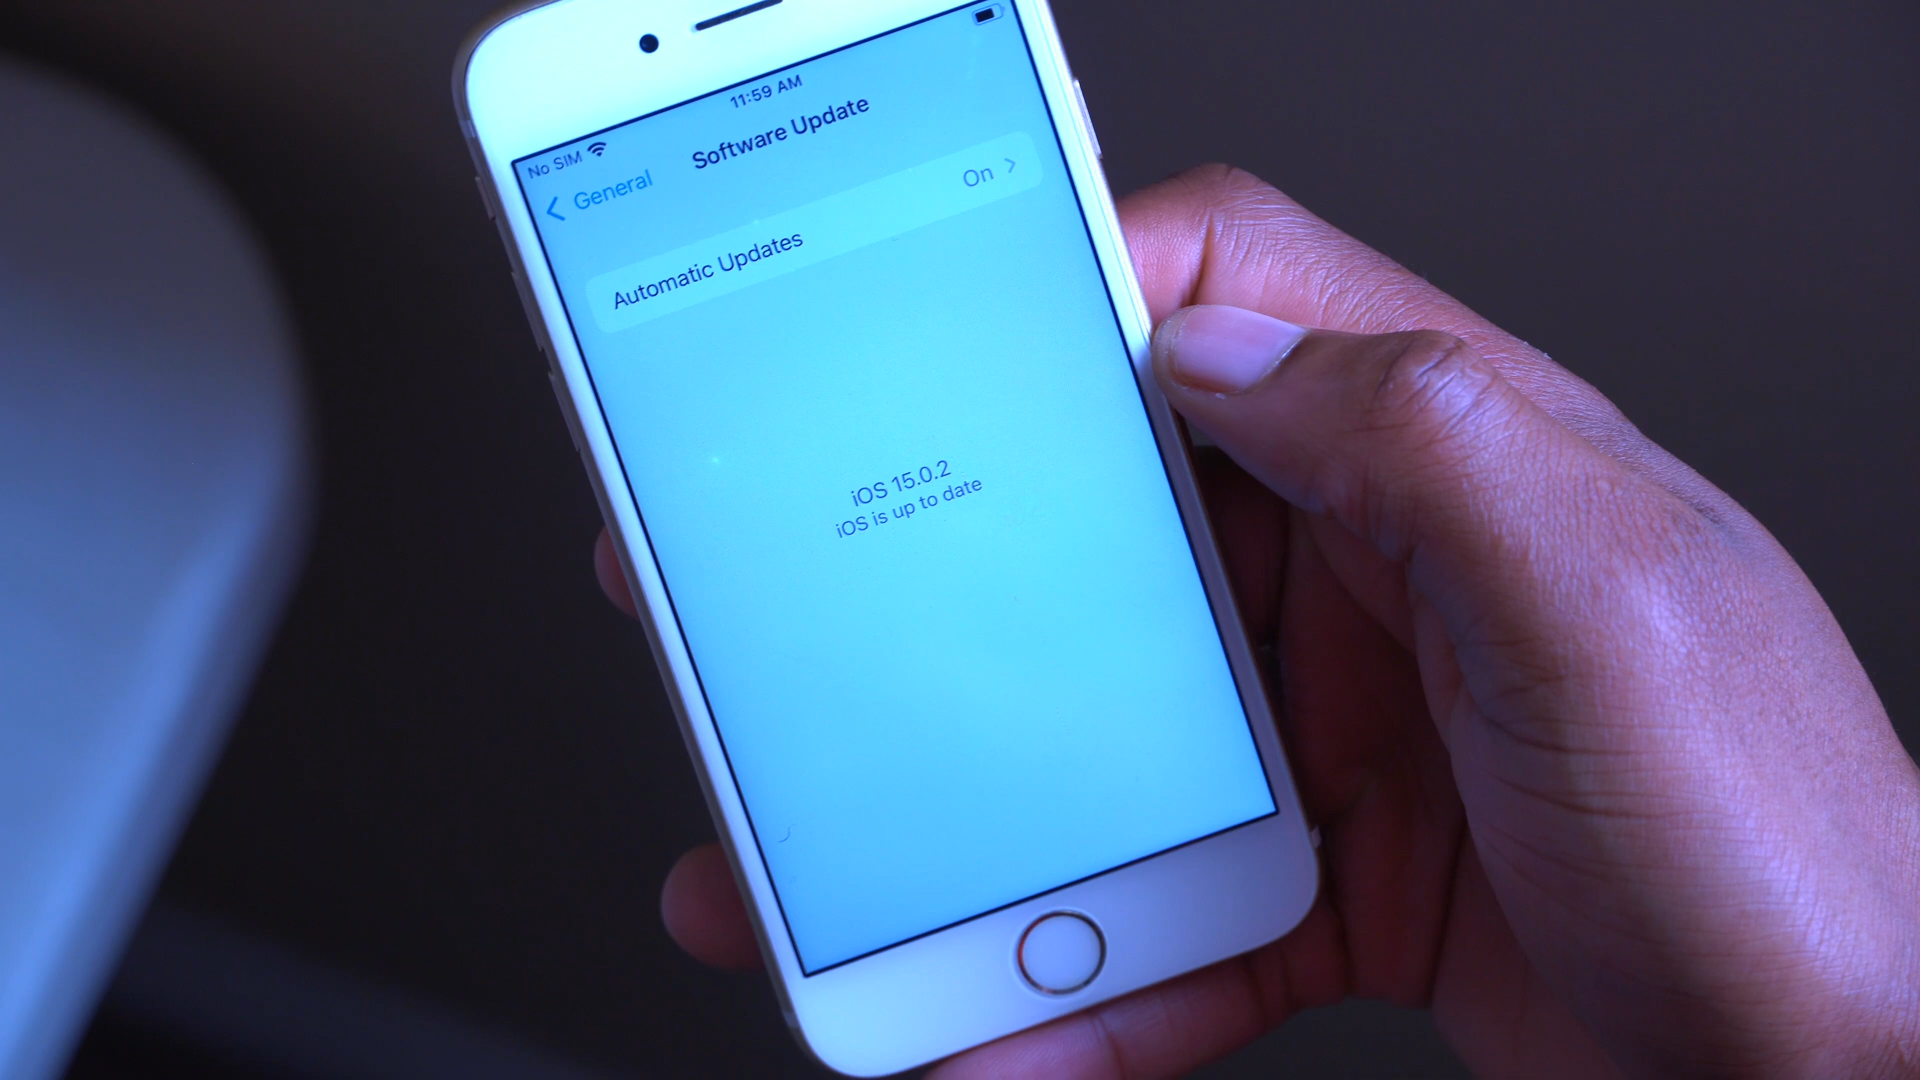 11:59 AM
No SIM
General
Software Update
Automatic Updates On
iOS 15.0.2
iOS is up to date